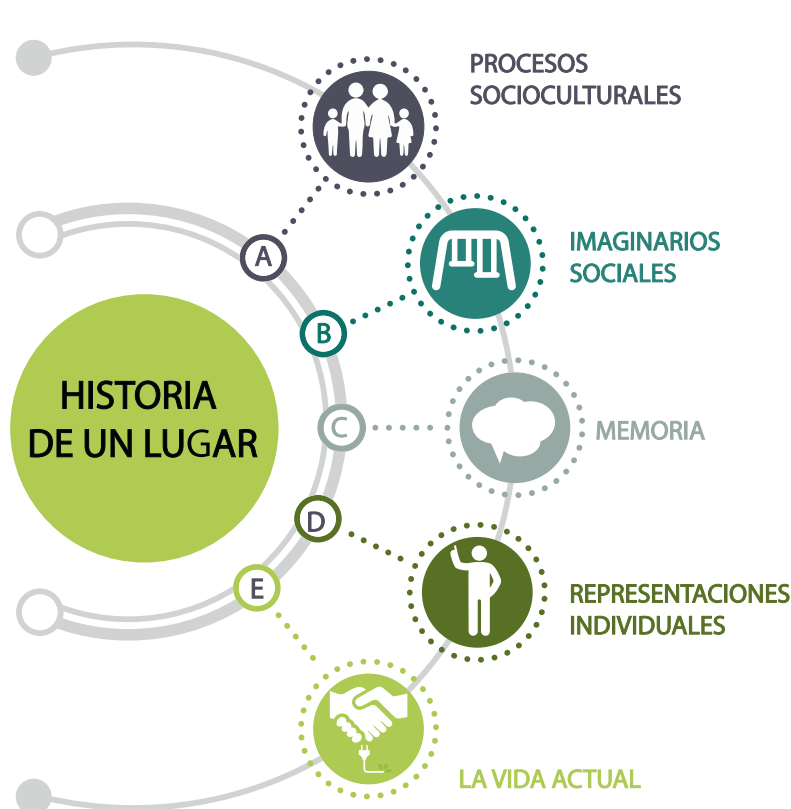 PROCESOS
SOCIOCULTURALES
A
IMAGINARIOS
SOCIALES
B
HISTORIA
DE UN LUGAR
C
MEMORIA
D
REPRESENTACIONES
INDIVIDUALES
E
LA VIDA ACTUAL